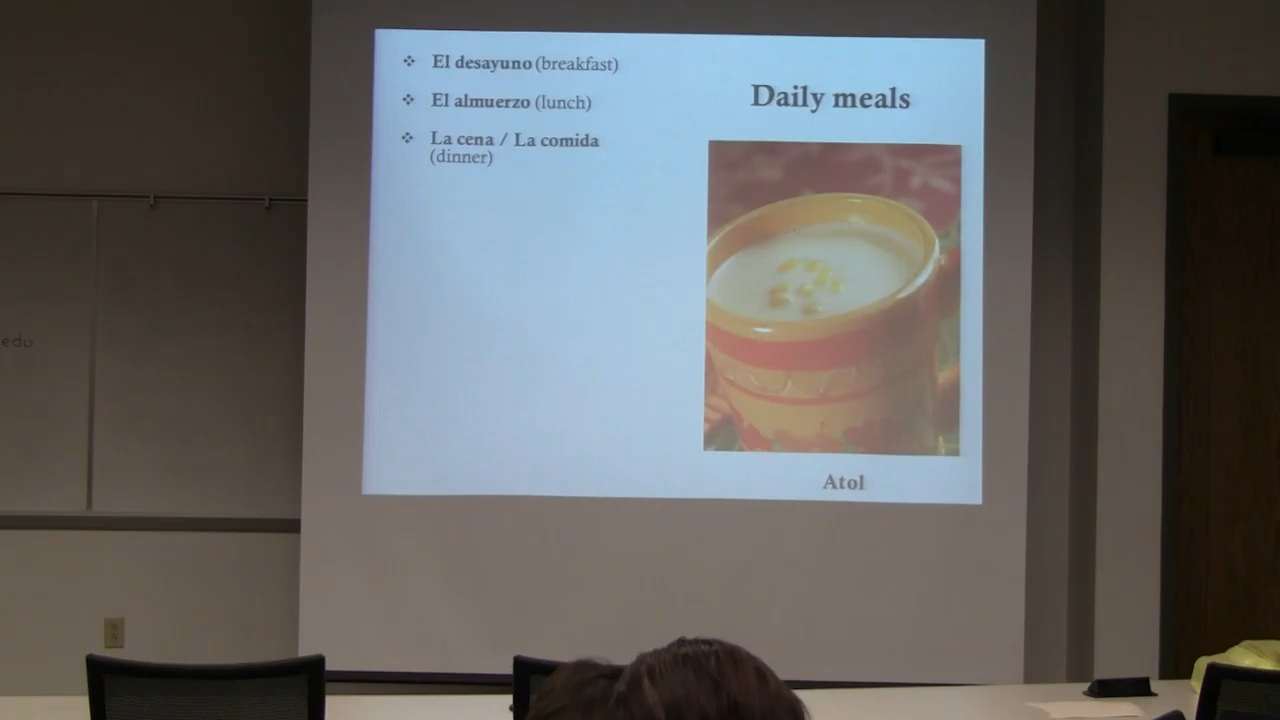 El desayuno (breakfast)
El almuerzo (lunch)
La cena / La comida
(dinner)
Daily meals
Atol
edu